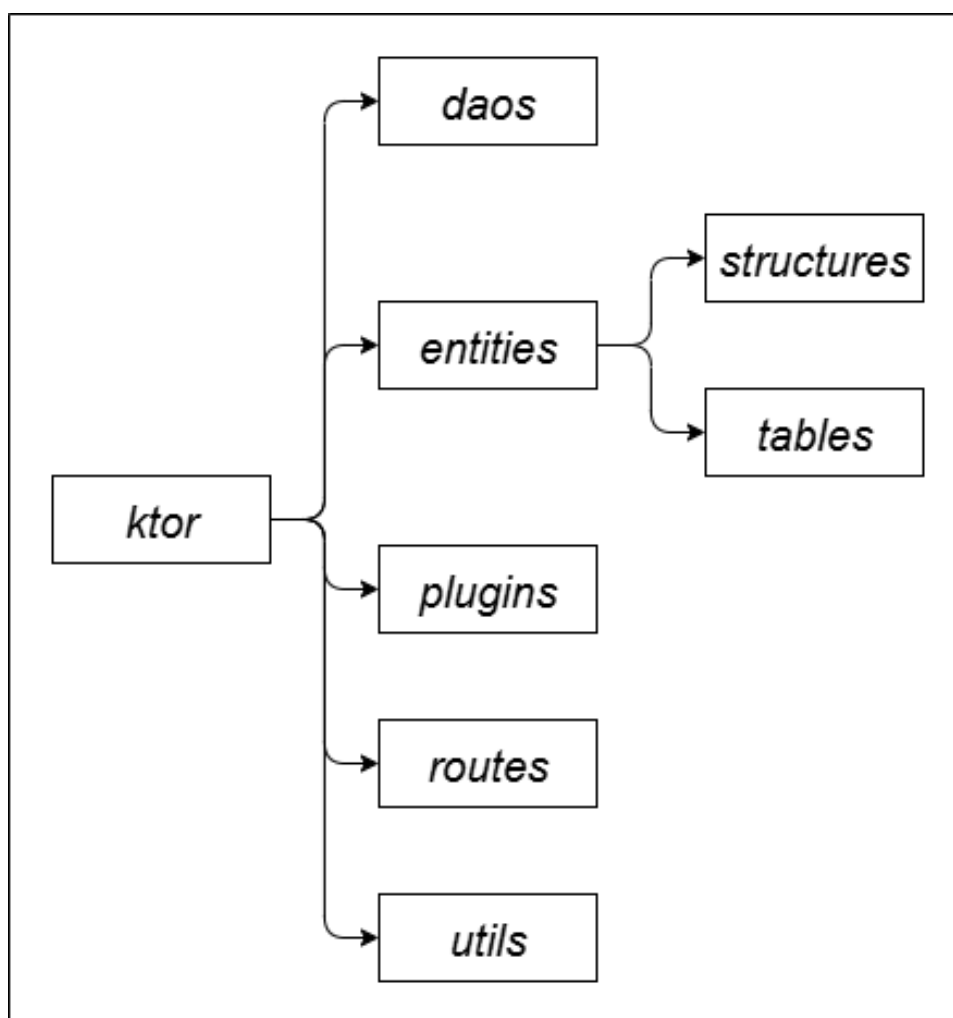 daos
structures
entities
tables
ktor
plugins
routes
utils